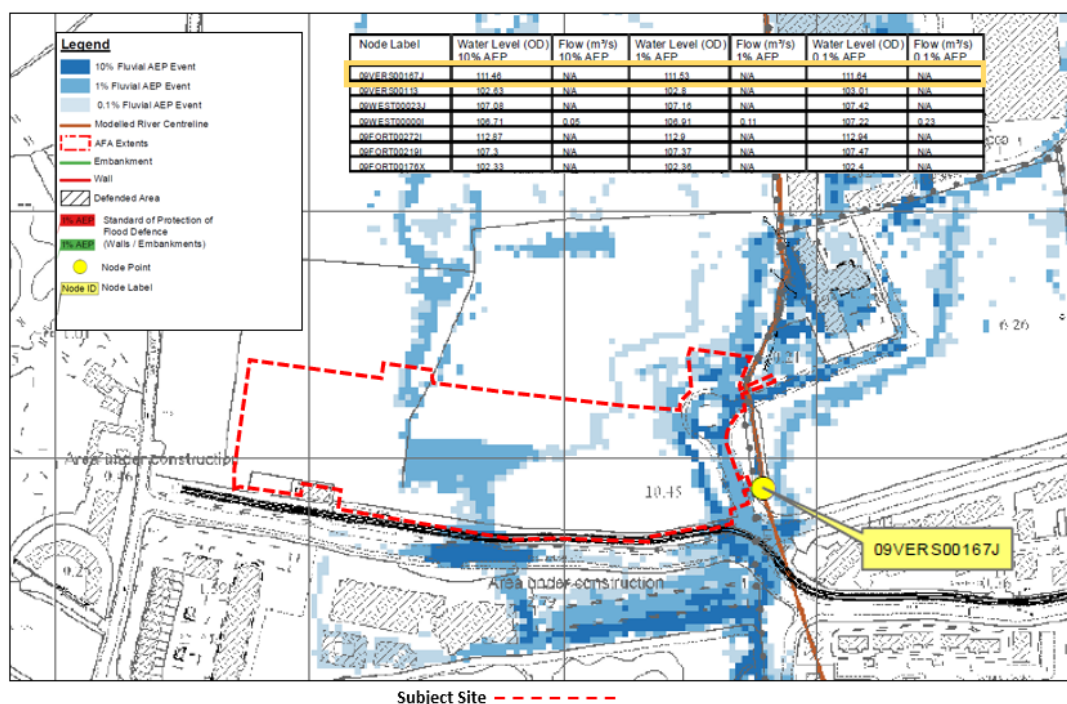 Legend
10% Fluvial AEP Event
1% Fluvial AEP Event
0.1% Fluvial AEP Event
Modelled River Centreline
AFA Extents
Embankment
Wall
Defended Area
1% AEP Standard of Protection of
Flood Defence
1% AEP (Walls / Embankments)
Node Point
Node ID Node Label
Node Label Water Level (OD) 10% AEP Flow (m³/s) 10% AEP Water Level (OD) 1% AEP Flow (m³/s) 1% AEP Water Level (OD) 0.1% AEP Flow (m³/s) 0.1% AEP
09VERS00167J 111.46 N/A 111.53 N/A 111.64 N/A
09VERS00113 102.63 N/A 102.8 N/A 103.01 N/A
09WEST00023J 107.08 N/A 107.16 N/A 107.42 N/A
09WEST00000I 106.71 0.05 106.91 0.11 107.22 0.23
09FORT00272I 112.87 N/A 112.9 N/A 112.94 N/A
09FORT00219I 107.3 N/A 107.37 N/A 107.47 N/A
09FORT00176X 102.33 N/A 102.36 N/A 102.4 N/A
6.26
Area under construction
0.46
10.45
09VERS00167J
Area under construction
Subject Site